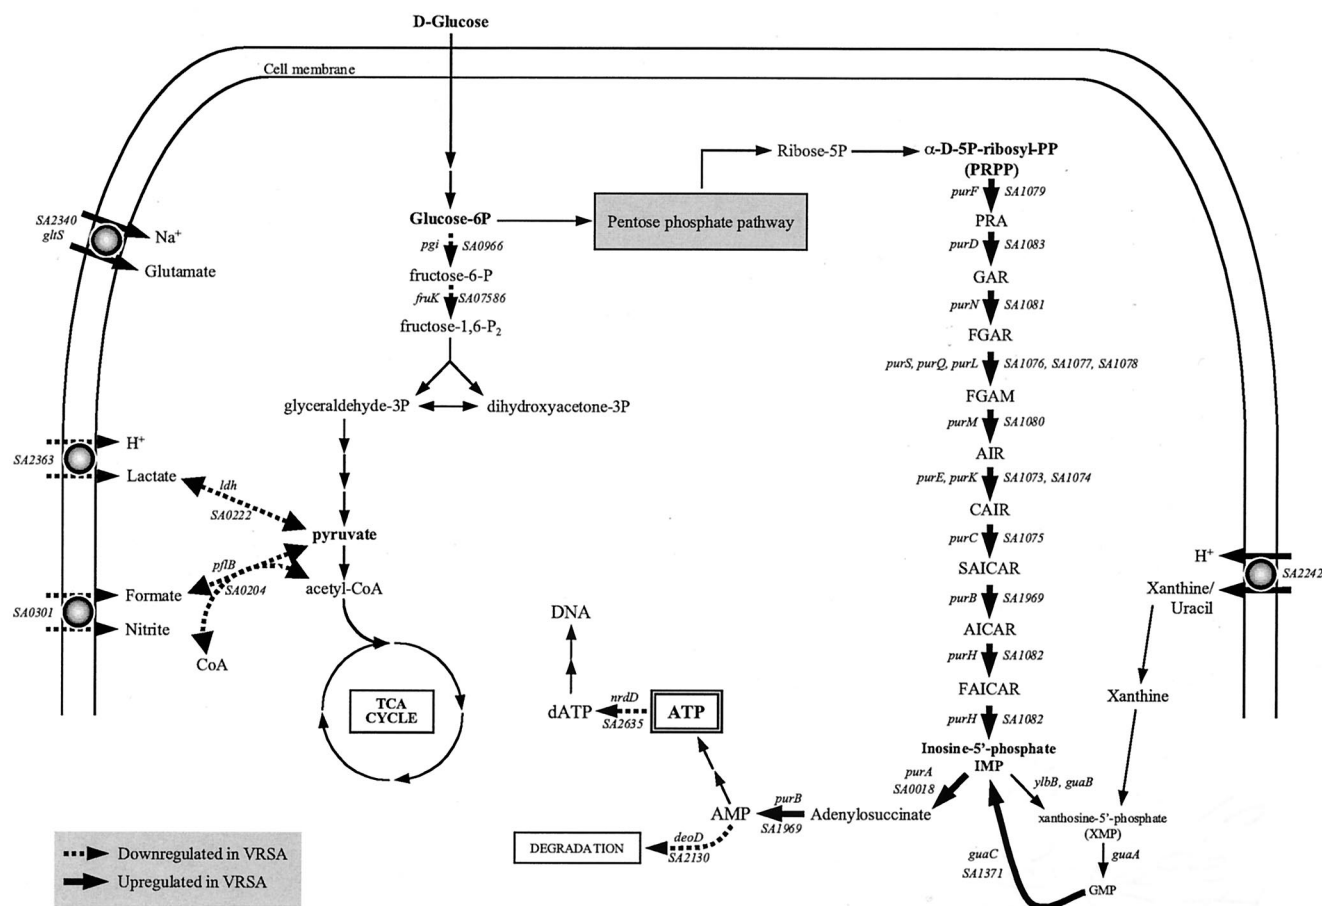 D-Glucose
Cell membrane
Ribose-5P
α-D-5P-ribosyl-PP
(PRPP)
purF SA1079
PRA
purD SA1083
GAR
purN SA1081
FGAR
purS, purQ, purL SA1076, SA1077, SA1078
FGAM
purM SA1080
AIR
purE, purK SA1073, SA1074
CAIR
purC SA1075
SAICAR
purB SA1969
AICAR
purH SA1082
FAICAR
purH SA1082
Inosine-5'-phosphate
IMP
Glucose-6P
Pentose phosphate pathway
pgi SA0966
fructose-6-P
fruK SA07586
fructose-1,6-P₂
glyceraldehyde-3P
dihydroxyacetone-3P
SA2340
gltS
Na⁺
Glutamate
SA2363
H⁺
Lactate
ldh
SA0222
pyruvate
pflB
SA0204
acetyl-CoA
SA0301
Formate
Nitrite
CoA
TCA
CYCLE
DNA
dATP
nrdD
SA2635
ATP
AMP
purB
SA1969
Adenylosuccinate
purA
SA0018
deoD
SA2130
DEGRADATION
ylbB, guaB
xanthosine-5'-phosphate
(XMP)
guaA
GMP
guaC
SA1371
H⁺
Xanthine/
Uracil
SA2242
Xanthine
Downregulated in VRSA
Upregulated in VRSA